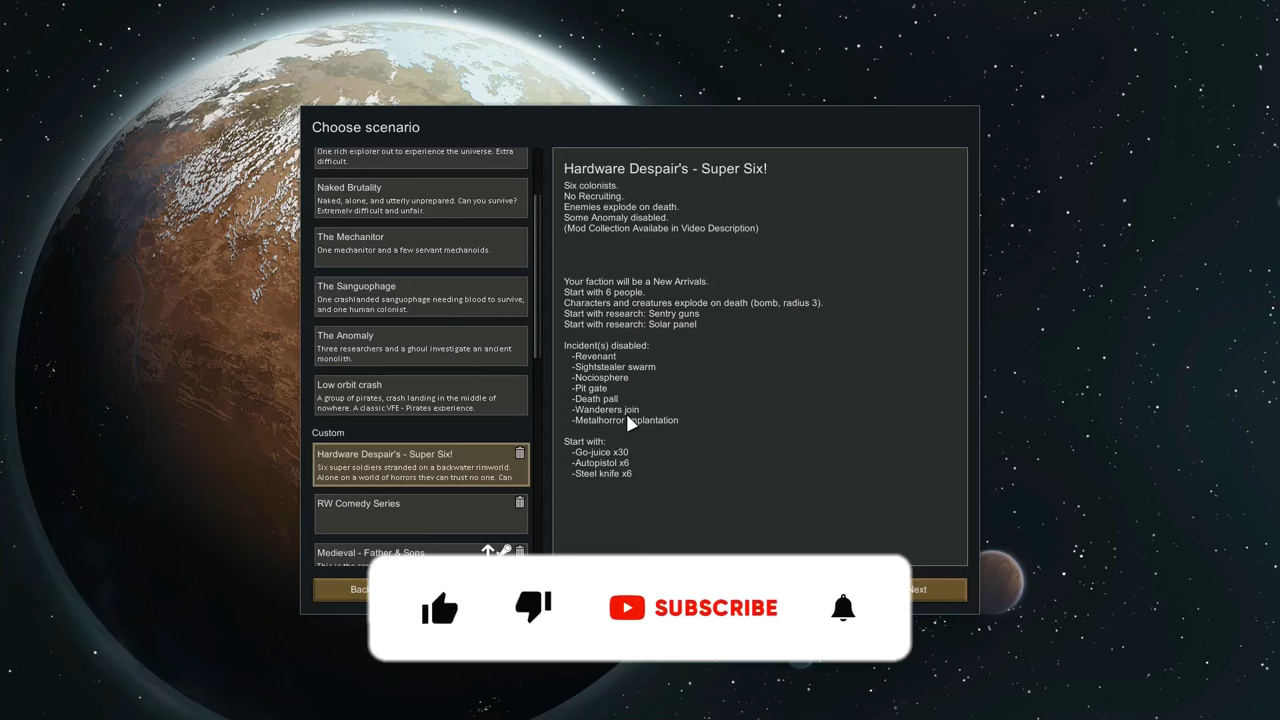 Choose scenario
One rich explorer out to experience the universe. Extra
difficult.
Naked Brutality
Naked, alone, and utterly unprepared. Can you survive?
Extremely difficult and unfair.
The Mechanitor
One mechanitor and a few servant mechanoids.
The Sanguophage
One crashlanded sanguophage needing blood to survive,
and one human colonist.
The Anomaly
Three researchers and a ghoul investigate an ancient
monolith.
Low orbit crash
A group of pirates, crash landing in the middle of
nowhere. A classic VFE - Pirates experience.
Custom
Hardware Despair's - Super Six!
Six super soldiers stranded on a backwater rimworld.
Alone on a world of horrors they can trust no one. Can
RW Comedy Series
Medieval - Father & Sons
This is the
Back
Hardware Despair's - Super Six!
Six colonists.
No Recruiting.
Enemies explode on death.
Some Anomaly disabled.
(Mod Collection Availabe in Video Description)
Your faction will be a New Arrivals.
Start with 6 people.
Characters and creatures explode on death (bomb, radius 3).
Start with research: Sentry guns
Start with research: Solar panel
Incident(s) disabled:
-Revenant
-Sightstealer swarm
-Nociosphere
-Pit gate
-Death pall
-Wanderers join
-Metalhorror implantation
Start with:
-Go-juice x30
-Autopistol x6
-Steel knife x6
Next
SUBSCRIBE